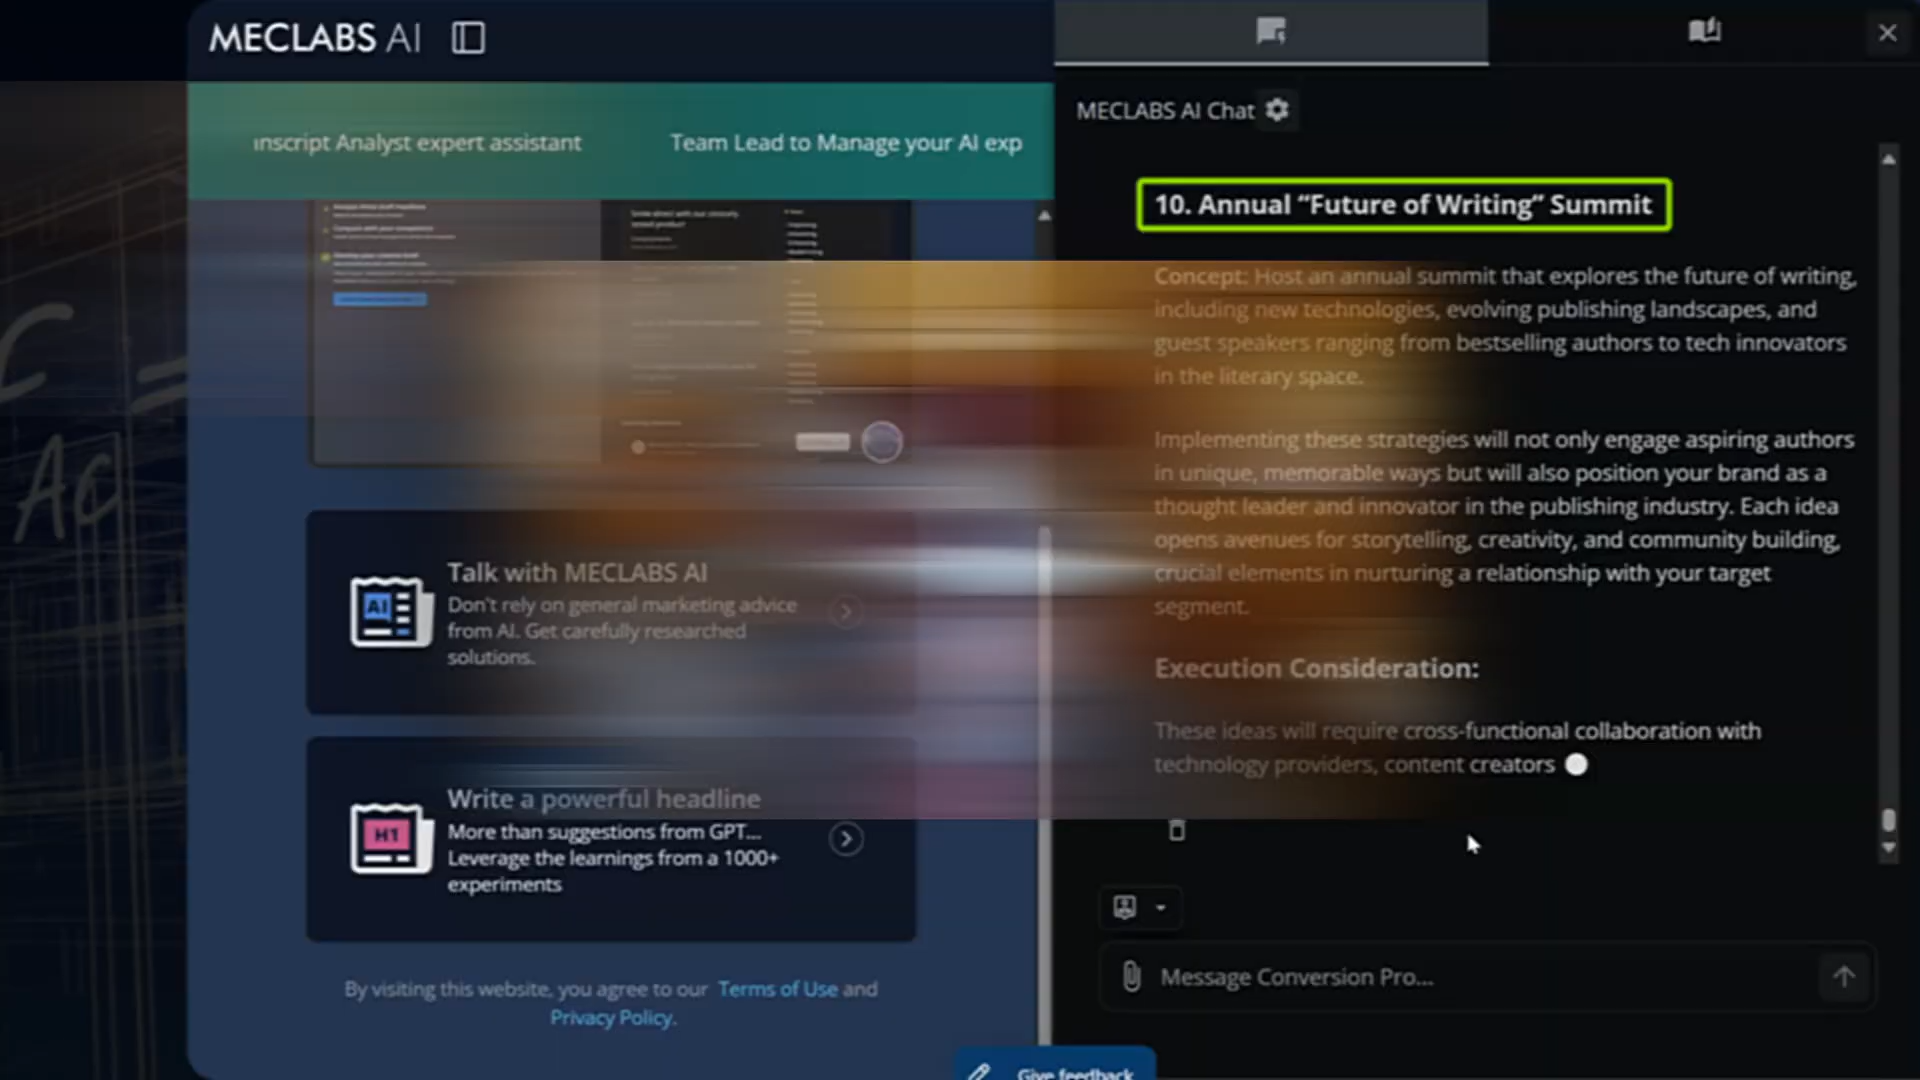 MECLABS AI
nscript Analyst expert assistant
Team Lead to Manage your AI exp
Talk with MECLABS AI
Don't rely on general marketing advice
from AI. Get carefully researched
solutions.
H1
Write a powerful headline
More than suggestions from GPT...
Leverage the learnings from a 1000+
experiments
By visiting this website, you agree to our Terms of Use and
Privacy Policy.
Give feedback
MECLABS AI Chat
10. Annual “Future of Writing” Summit
Concept: Host an annual summit that explores the future of writing,
including new technologies, evolving publishing landscapes, and
guest speakers ranging from bestselling authors to tech innovators
in the literary space.
Implementing these strategies will not only engage aspiring authors
in unique, memorable ways but will also position your brand as a
thought leader and innovator in the publishing industry. Each idea
opens avenues for storytelling, creativity, and community building,
crucial elements in nurturing a relationship with your target
segment.
Execution Consideration:
These ideas will require cross-functional collaboration with
technology providers, content creators
Message Conversion Pro...
AI